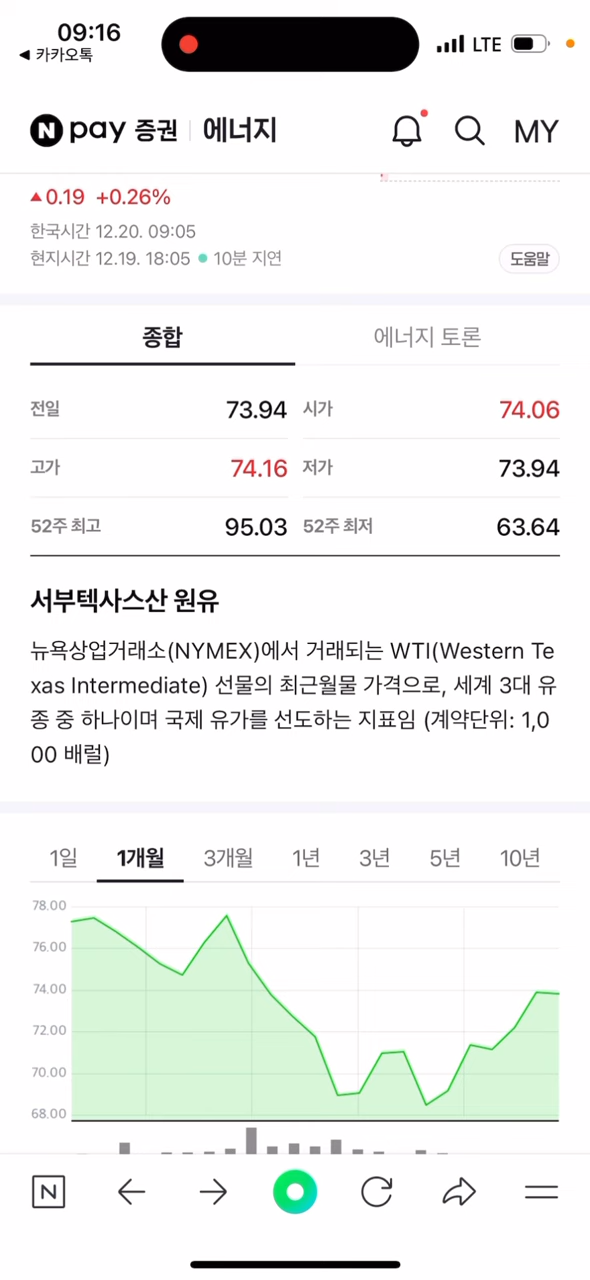 09:16
LTE
◀ 카카오톡
N pay 증권 에너지
MY
▲0.19 +0.26%
한국시간 12.20. 09:05
현지시간 12.19. 18:05 ● 10분 지연
도움말
종합 에너지 토론
전일 73.94 시가 74.06
고가 74.16 저가 73.94
52주 최고 95.03 52주 최저 63.64
서부텍사스산 원유
뉴욕상업거래소(NYMEX)에서 거래되는 WTI(Western Te
xas Intermediate) 선물의 최근월물 가격으로, 세계 3대 유
종 중 하나이며 국제 유가를 선도하는 지표임 (계약단위: 1,0
00 배럴)
1일 1개월 3개월 1년 3년 5년 10년
78.00
76.00
74.00
72.00
70.00
68.00
N